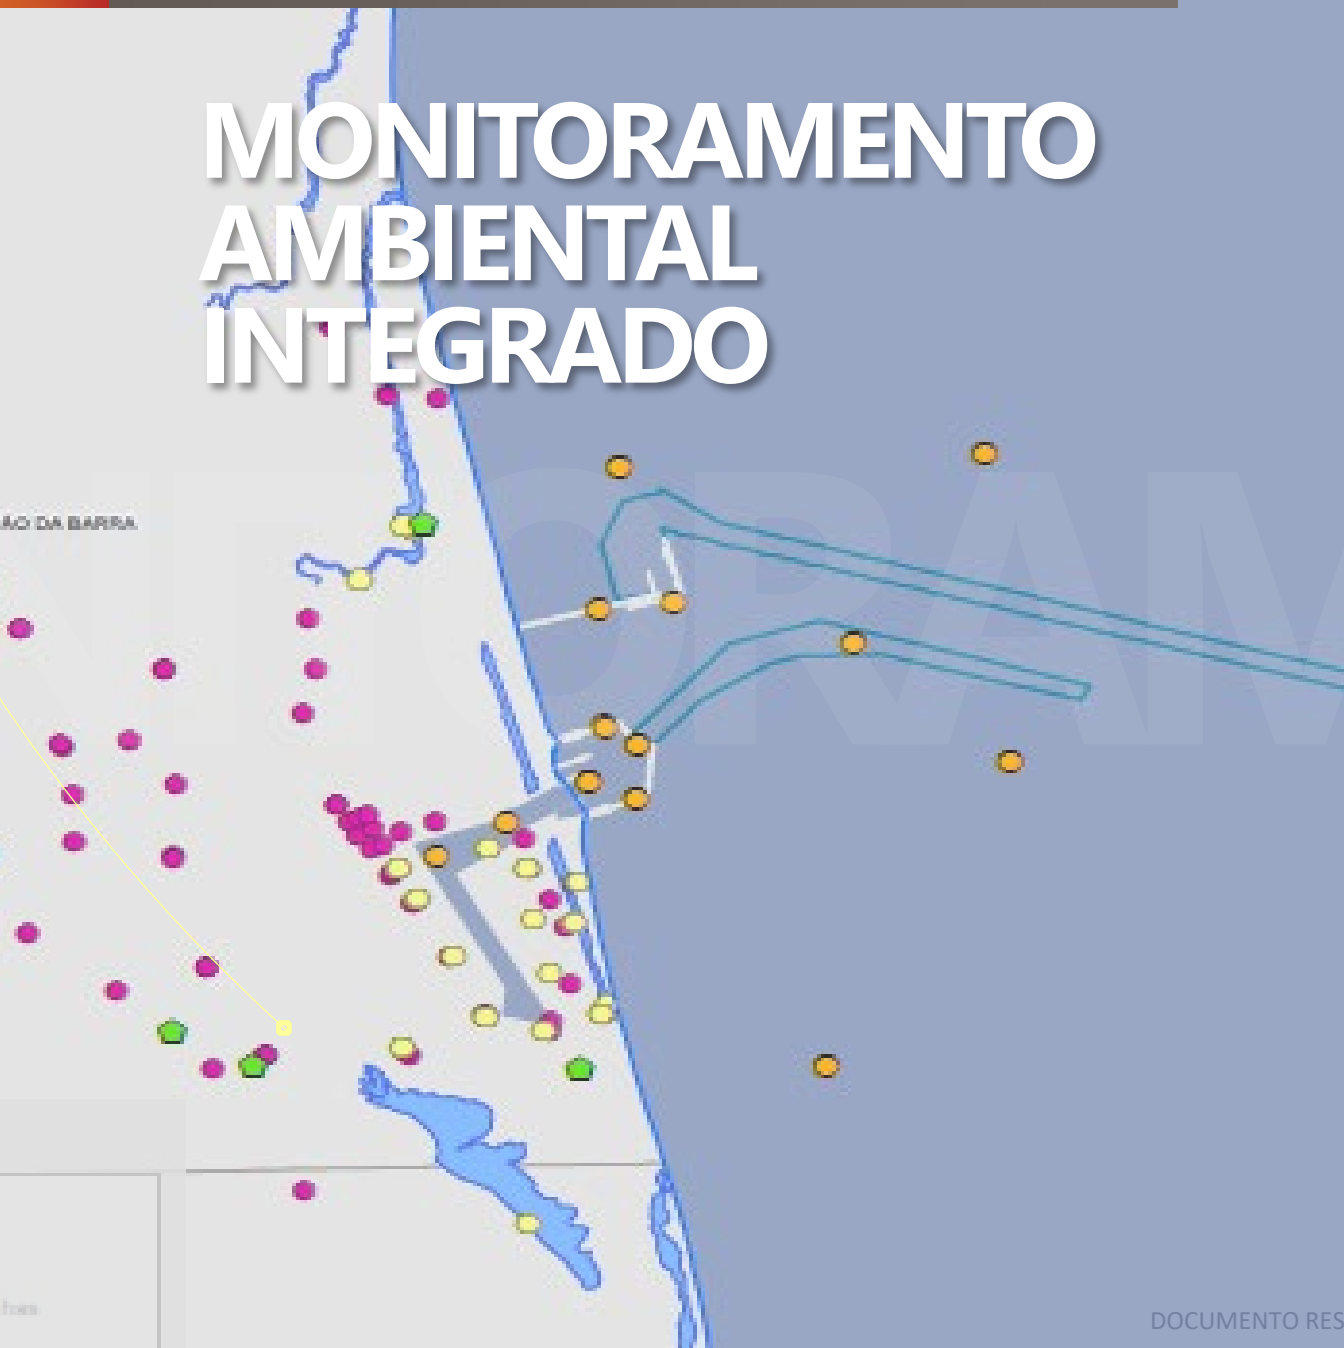 MONITORAMENTO
AMBIENTAL
INTEGRADO
ÃO DA BARRA
DOCUMENTO RES